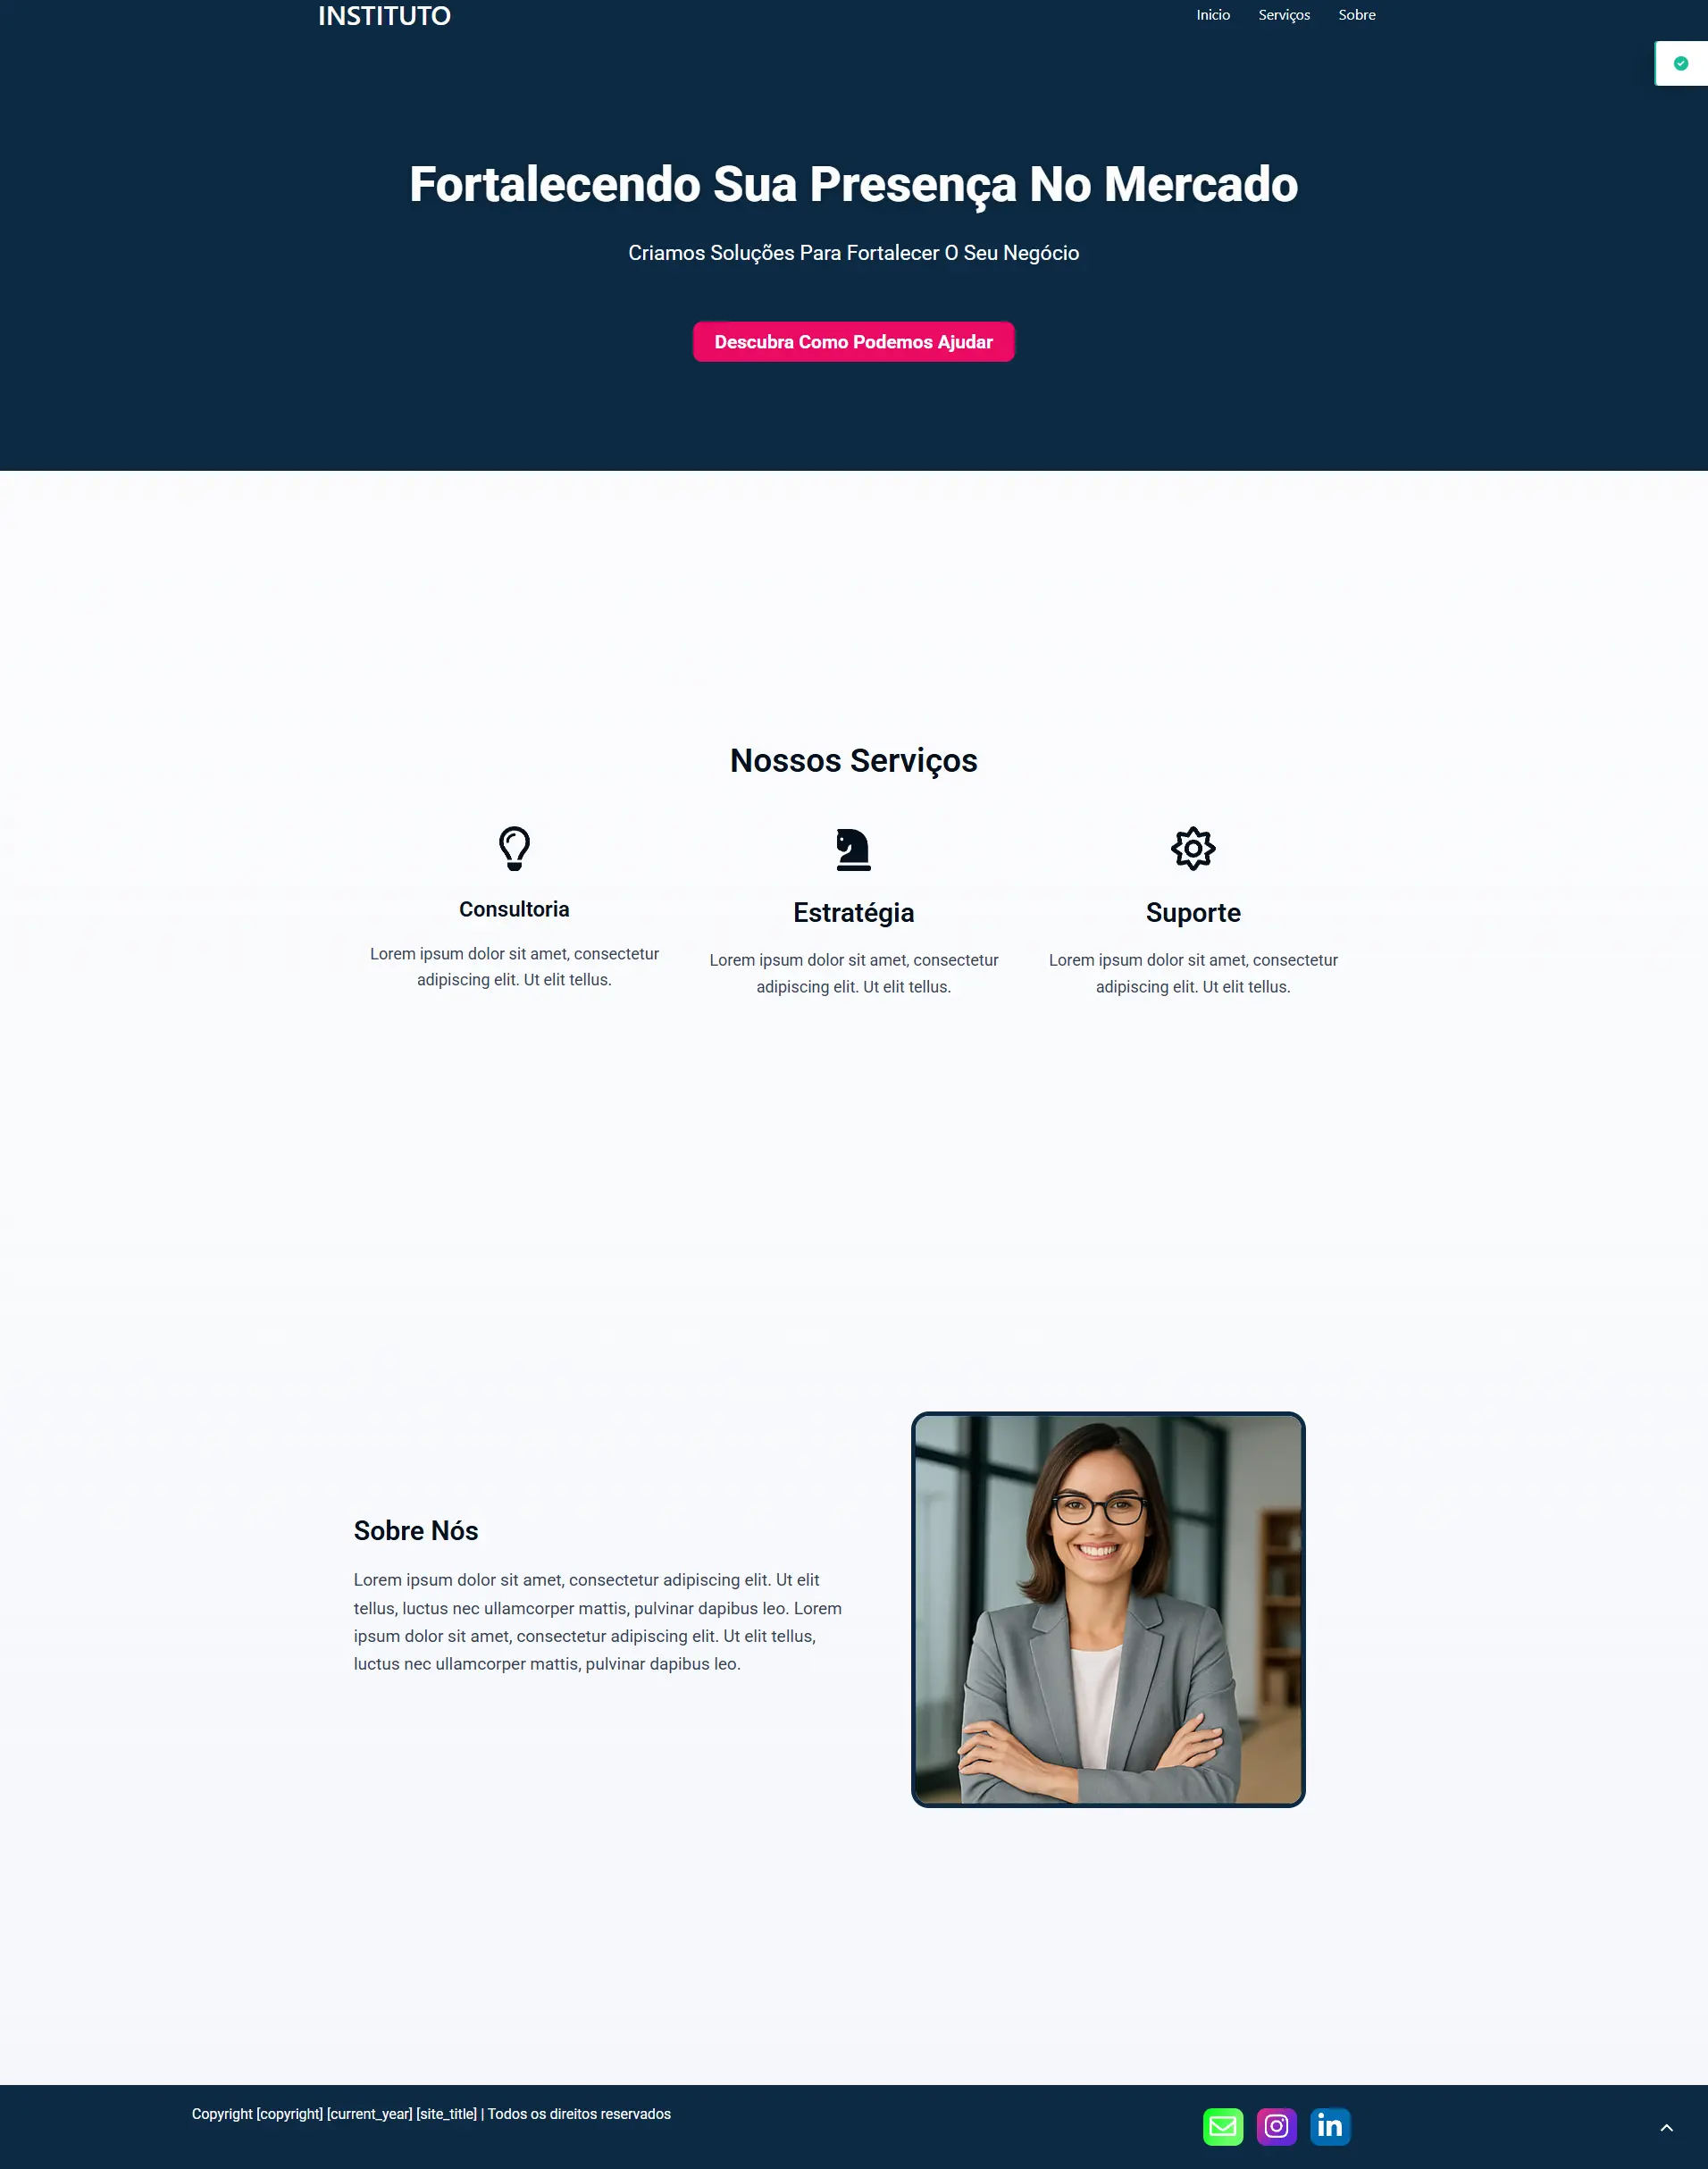 INSTITUTO
Inicio Serviços Sobre
Fortalecendo Sua Presença No Mercado
Criamos Soluções Para Fortalecer O Seu Negócio
Descubra Como Podemos Ajudar
Nossos Serviços
Consultoria
Lorem ipsum dolor sit amet, consectetur
adipiscing elit. Ut elit tellus.
Estratégia
Lorem ipsum dolor sit amet, consectetur
adipiscing elit. Ut elit tellus.
Suporte
Lorem ipsum dolor sit amet, consectetur
adipiscing elit. Ut elit tellus.
Sobre Nós
Lorem ipsum dolor sit amet, consectetur adipiscing elit. Ut elit
tellus, luctus nec ullamcorper mattis, pulvinar dapibus leo. Lorem
ipsum dolor sit amet, consectetur adipiscing elit. Ut elit tellus,
luctus nec ullamcorper mattis, pulvinar dapibus leo.
Copyright [copyright] [current_year] [site_title] | Todos os direitos reservados
in